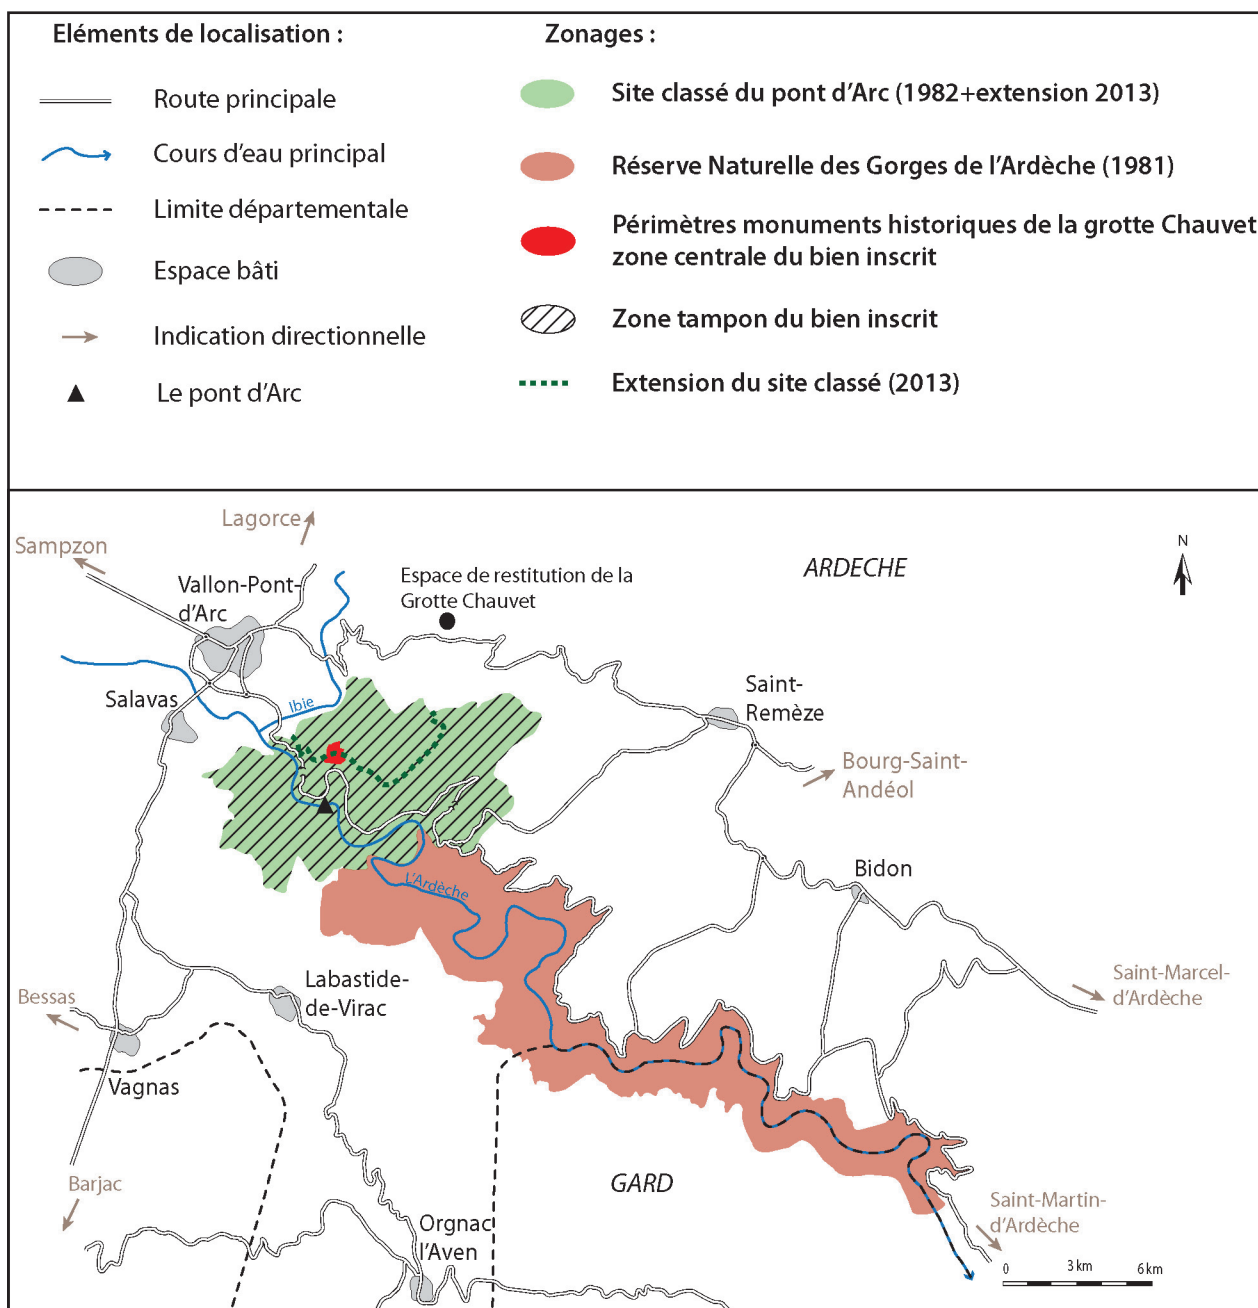 Eléments de localisation :
Route principale
Cours d'eau principal
Limite départementale
Espace bâti
Indication directionnelle
Le pont d'Arc
Zonages :
Site classé du pont d'Arc (1982+extension 2013)
Réserve Naturelle des Gorges de l'Ardèche (1981)
Périmètres monuments historiques de la grotte Chauvet
zone centrale du bien inscrit
Zone tampon du bien inscrit
Extension du site classé (2013)
Lagorce
Sampzon
Vallon-Pont-
d'Arc
Espace de restitution de la
Grotte Chauvet
ARDECHE
N
Salavas
Ibie
Saint-
Remèze
Bourg-Saint-
Andéol
Bidon
L'Ardèche
Labastide-
de-Virac
Saint-Marcel-
d'Ardèche
Bessas
Vagnas
Barjac
GARD
Orgnac
l'Aven
Saint-Martin-
d'Ardèche
0 3 km 6 km